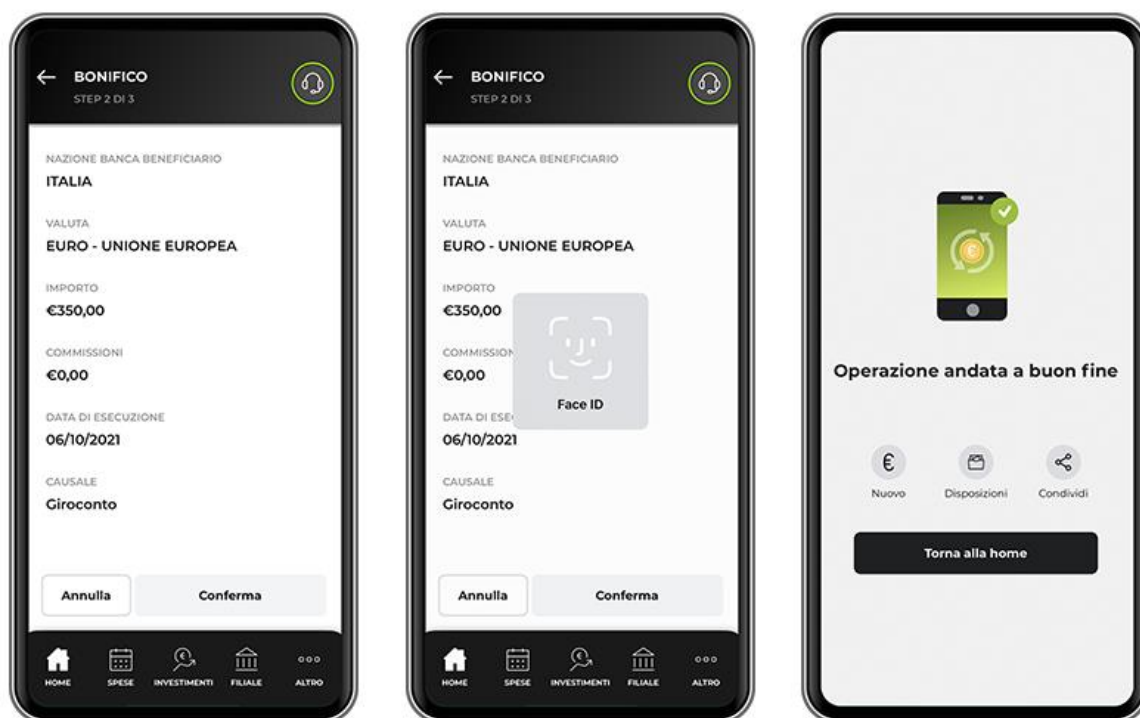 BONIFICO
STEP 2 DI 3
NAZIONE BANCA BENEFICIARIO
ITALIA
VALUTA
EURO - UNIONE EUROPEA
IMPORTO
€350,00
COMMISSIONI
€0,00
DATA DI ESECUZIONE
06/10/2021
CAUSALE
Giroconto
Annulla Conferma
HOME SPESE INVESTIMENTI FILIALE ALTRO
BONIFICO
STEP 2 DI 3
NAZIONE BANCA BENEFICIARIO
ITALIA
VALUTA
EURO - UNIONE EUROPEA
IMPORTO
€350,00
COMMISSION
€0,00
Face ID
DATA DI ESE
06/10/2021
CAUSALE
Giroconto
Annulla Conferma
HOME SPESE INVESTIMENTI FILIALE ALTRO
Operazione andata a buon fine
Nuovo Disposizioni Condividi
Torna alla home